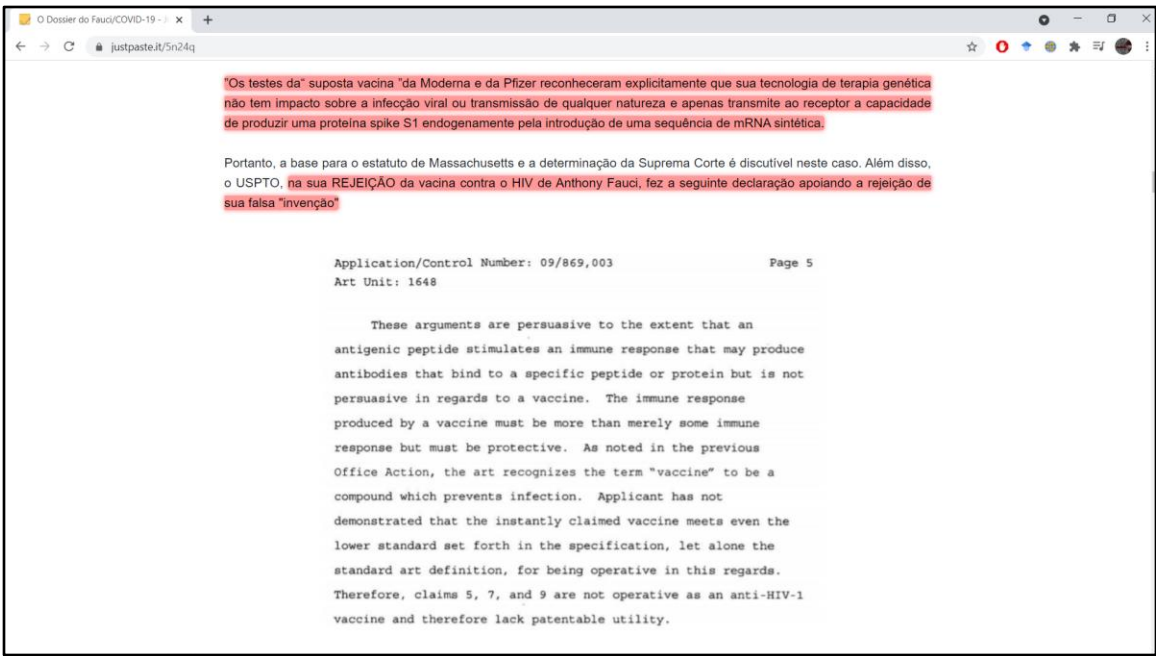 O Dossier do Fauci/COVID-19 - J
justpaste.it/5n24q
"Os testes da“ suposta vacina ”da Moderna e da Pfizer reconheceram explicitamente que sua tecnologia de terapia genética
não tem impacto sobre a infecção viral ou transmissão de qualquer natureza e apenas transmite ao receptor a capacidade
de produzir uma proteína spike S1 endogenamente pela introdução de uma sequência de mRNA sintética.
Portanto, a base para o estatuto de Massachusetts e a determinação da Suprema Corte é discutível neste caso. Além disso,
o USPTO, na sua REJEIÇÃO da vacina contra o HIV de Anthony Fauci, fez a seguinte declaração apoiando a rejeição de
sua falsa "invenção"
Application/Control Number: 09/869,003 Page 5
Art Unit: 1648
These arguments are persuasive to the extent that an
antigenic peptide stimulates an immune response that may produce
antibodies that bind to a specific peptide or protein but is not
persuasive in regards to a vaccine. The immune response
produced by a vaccine must be more than merely some immune
response but must be protective. As noted in the previous
Office Action, the art recognizes the term "vaccine" to be a
compound which prevents infection. Applicant has not
demonstrated that the instantly claimed vaccine meets even the
lower standard set forth in the specification, let alone the
standard art definition, for being operative in this regards.
Therefore, claims 5, 7, and 9 are not operative as an anti-HIV-1
vaccine and therefore lack patentable utility.